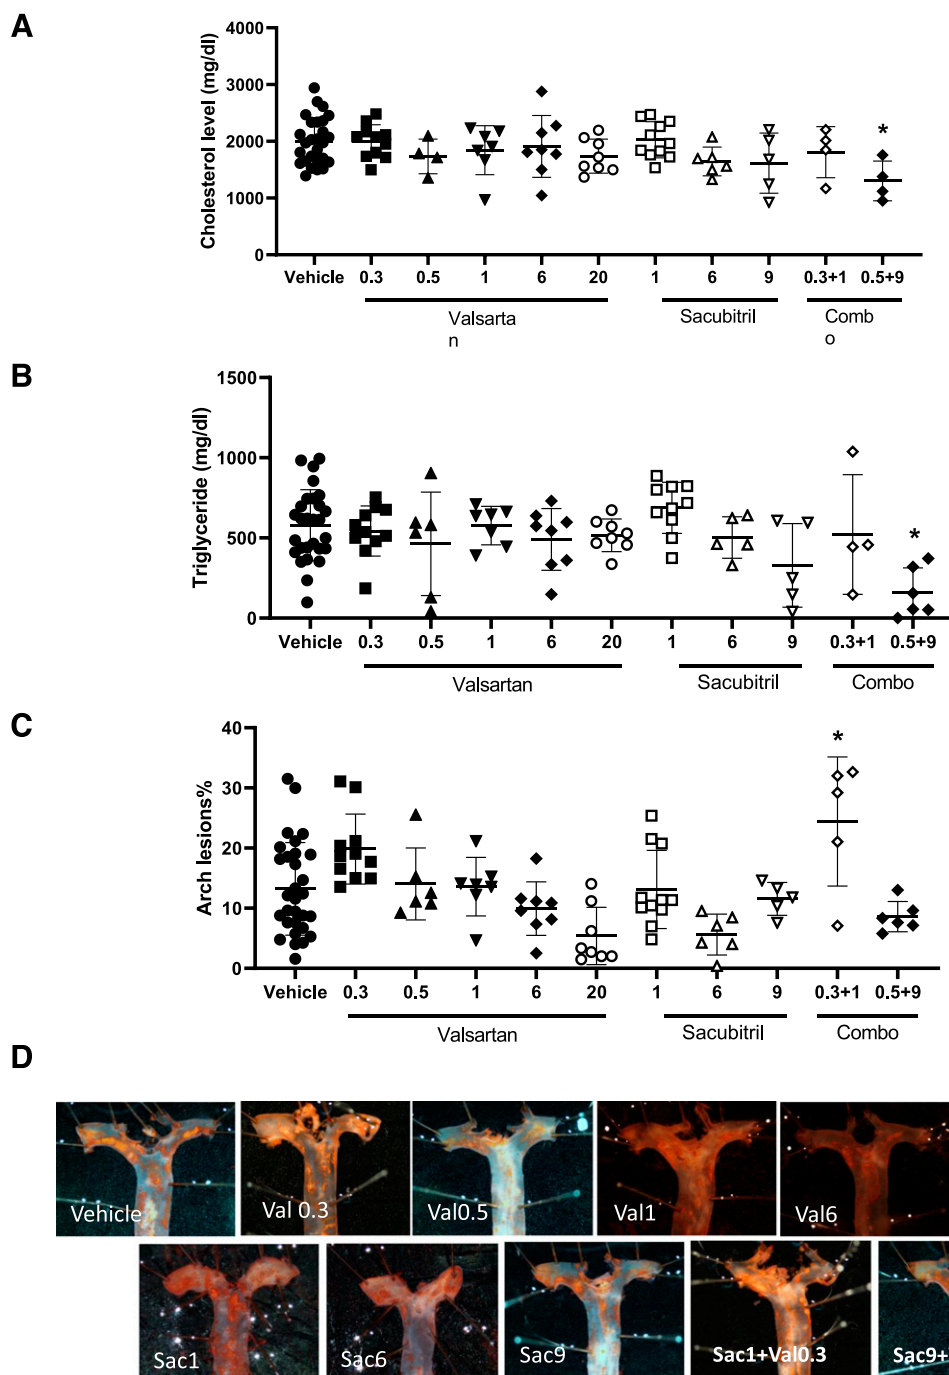 A
Cholesterol level (mg/dl)
4000
3000
2000
1000
0
*
Vehicle 0.3 0.5 1 6 20 1 6 9 0.3+1 0.5+9
Valsarta Sacubitril Comb
n o
B
Triglyceride (mg/dl)
1500
1000
500
0
*
Vehicle 0.3 0.5 1 6 20 1 6 9 0.3+1 0.5+9
Valsartan Sacubitril Combo
C
Arch lesions%
40
30
20
10
0
*
Vehicle 0.3 0.5 1 6 20 1 6 9 0.3+1 0.5+9
Valsartan Sacubitril Combo
D
Vehicle Val 0.3 Val0.5 Val1 Val6
Sac1 Sac6 Sac9 Sac1+Val0.3 Sac9+